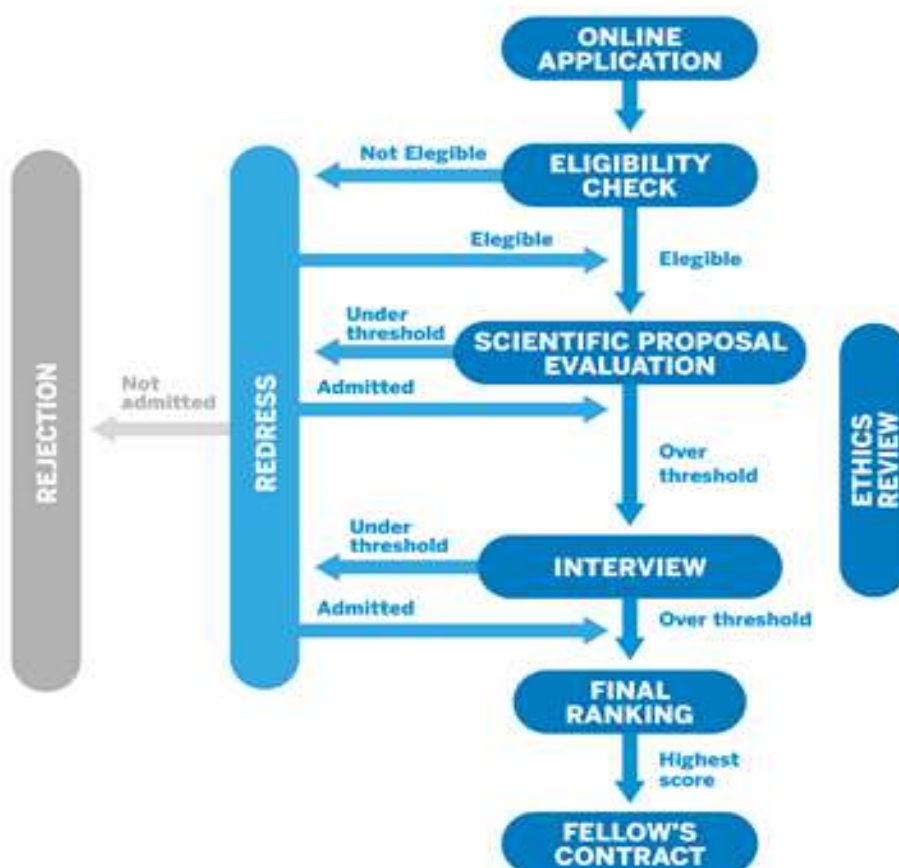 ONLINE
APPLICATION
Not Elegible
ELIGIBILITY
CHECK
Elegible
Elegible
Under
threshold
SCIENTIFIC PROPOSAL
EVALUATION
Not
admitted
Admitted
REJECTION
REDRESS
Over
threshold
ETHICS
REVIEW
Under
threshold
INTERVIEW
Admitted
Over threshold
FINAL
RANKING
Highest
score
FELLOW'S
CONTRACT